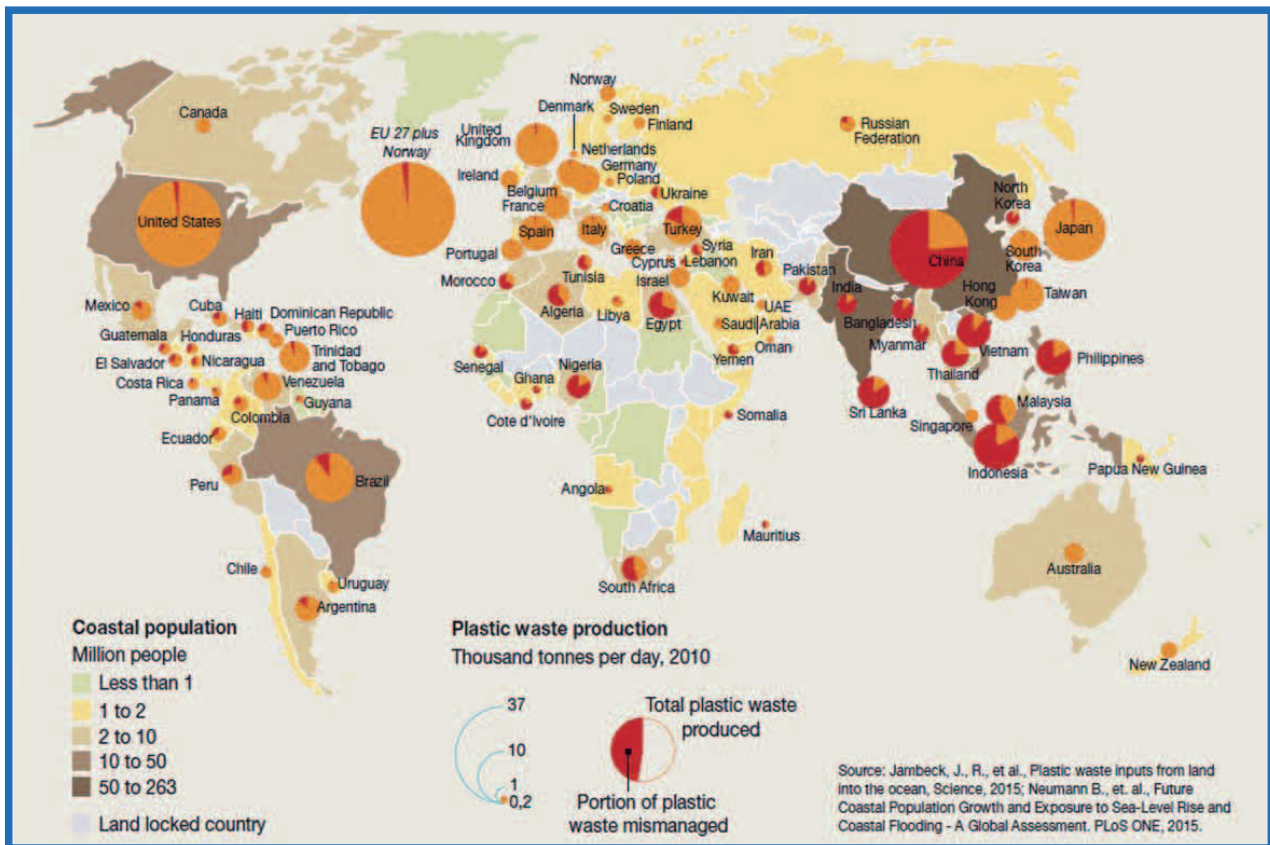 Norway
Denmark
Sweden
Finland
Canada
EU 27 plus
Norway
United
Kingdom
Netherlands
Germany
Poland
Russian
Federation
Ireland
Belgium
France
Croatia
Ukraine
North
Korea
United States
Spain
Italy
Turkey
Japan
Portugal
Greece
Syria
Cyprus
Lebanon
Iran
China
South
Korea
Morocco
Tunisia
Israel
Pakistan
India
Hong
Kong
Taiwan
Mexico
Cuba
Haiti
Dominican Republic
Puerto Rico
Algeria
Libya
Egypt
Kuwait
UAE
Saudi Arabia
Oman
Bangladesh
Myanmar
Guatemala
Honduras
El Salvador
Nicaragua
Trinidad
and Tobago
Yemen
Vietnam
Philippines
Thailand
Costa Rica
Venezuela
Senegal
Nigeria
Ghana
Panama
Guyana
Colombia
Cote d'Ivoire
Somalia
Sri Lanka
Malaysia
Singapore
Ecuador
Indonesia
Papua New Guinea
Peru
Brazil
Angola
Mauritius
Chile
Uruguay
Argentina
South Africa
Australia
New Zealand
Coastal population
Million people
Less than 1
1 to 2
2 to 10
10 to 50
50 to 263
Land locked country
Plastic waste production
Thousand tonnes per day, 2010
37
10
1
0,2
Total plastic waste
produced
Portion of plastic
waste mismanaged
Source: Jambeck, J., R., et al., Plastic waste inputs from land
into the ocean, Science, 2015; Neumann B., et. al., Future
Coastal Population Growth and Exposure to Sea-Level Rise and
Coastal Flooding - A Global Assessment. PLoS ONE, 2015.